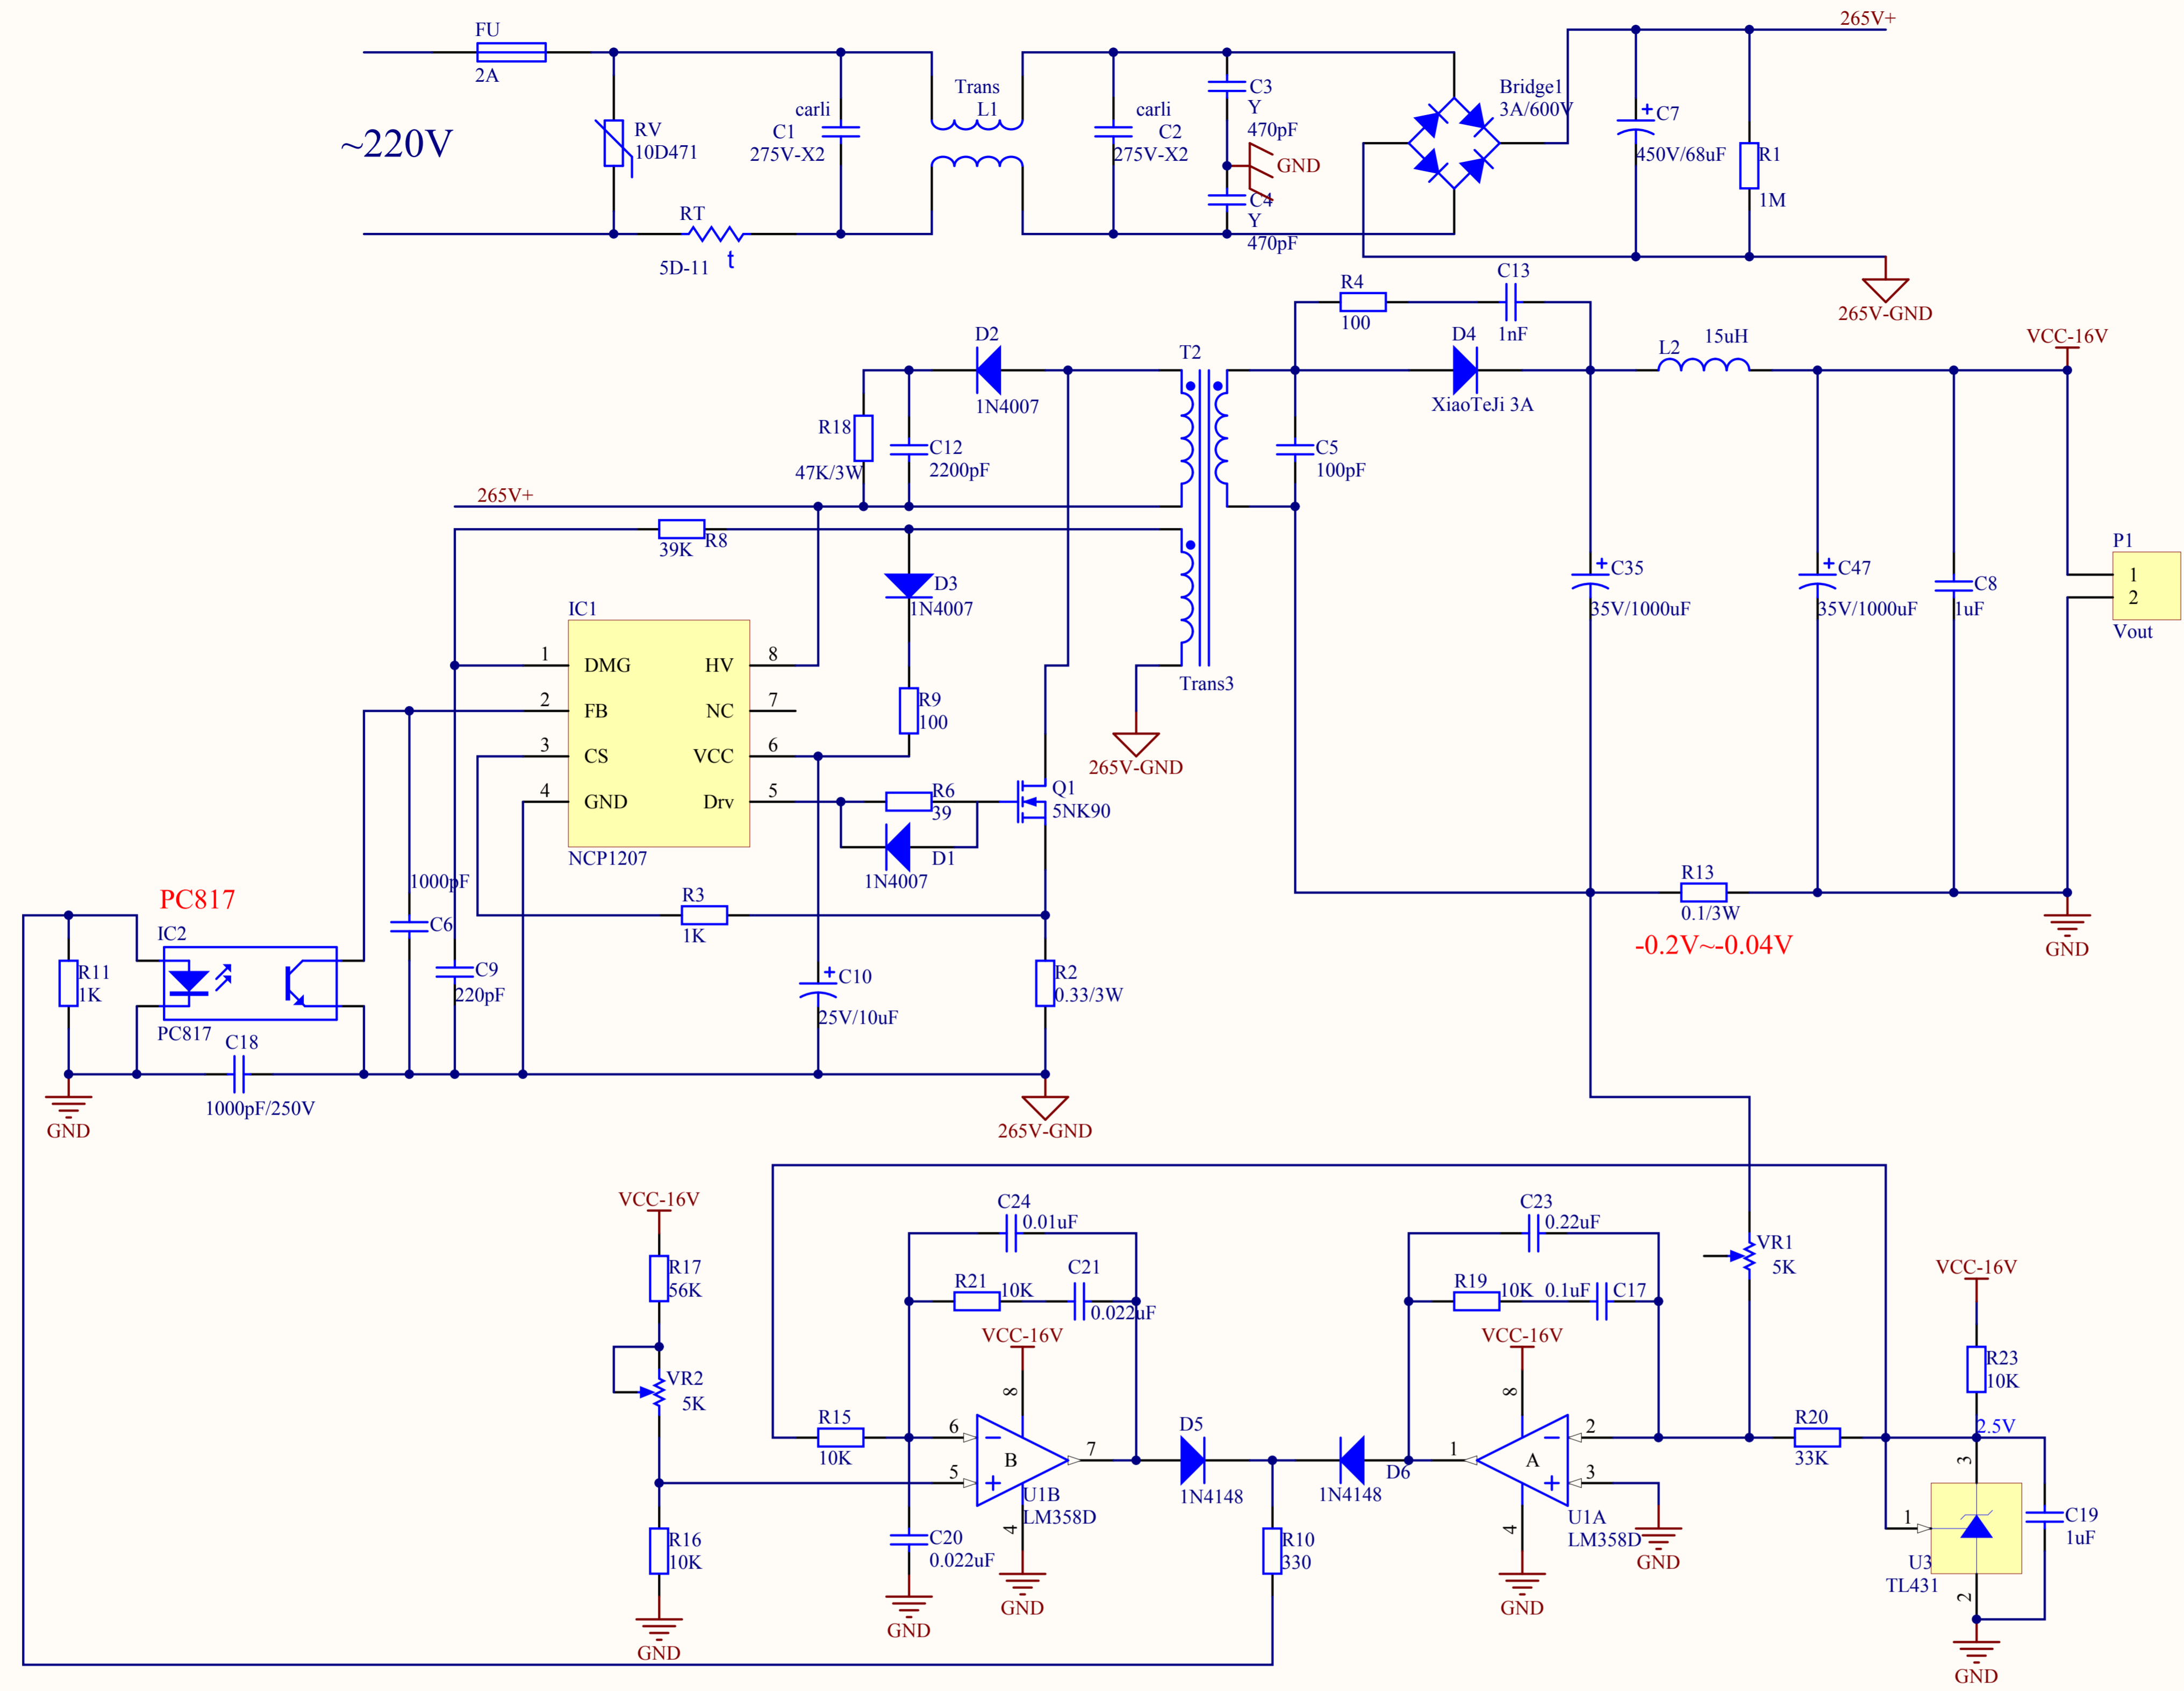 FU
2A
~220V
RV
10D471
RT
5D-11
t
carli
C1
275V-X2
Trans
L1
carli
C2
275V-X2
C3
Y
470pF
GND
C4
Y
470pF
Bridge1
3A/600V
265V+
C7
450V/68uF
R1
1M
265V-GND
R4
100
C13
1nF
D2
1N4007
T2
D4
XiaoTeJi 3A
L2
15uH
VCC-16V
R18
47K/3W
C12
2200pF
C5
100pF
265V+
39K
R8
D3
1N4007
P1
1
2
Vout
C35
35V/1000uF
C47
35V/1000uF
C8
1uF
IC1
1
DMG
HV
8
2
FB
NC
7
3
CS
VCC
6
4
GND
Drv
5
NCP1207
R9
100
Trans3
265V-GND
R6
39
Q1
5NK90
D1
1N4007
R13
0.1/3W
-0.2V~-0.04V
GND
PC817
IC2
PC817
R11
1K
1000pF
C6
C9
220pF
R3
1K
C10
25V/10uF
R2
0.33/3W
C18
1000pF/250V
GND
265V-GND
VCC-16V
R17
56K
VR2
5K
R16
10K
GND
C24
0.01uF
R21
10K
C21
0.022uF
VCC-16V
8
R15
10K
6
5
B
7
U1B
LM358D
4
GND
C20
0.022uF
GND
D5
1N4148
D6
1N4148
R10
330
C23
0.22uF
R19
10K
0.1uF
C17
VCC-16V
8
1
A
2
3
U1A
LM358D
4
GND
GND
VR1
5K
R20
33K
VCC-16V
R23
10K
2.5V
3
1
U3
TL431
2
C19
1uF
GND